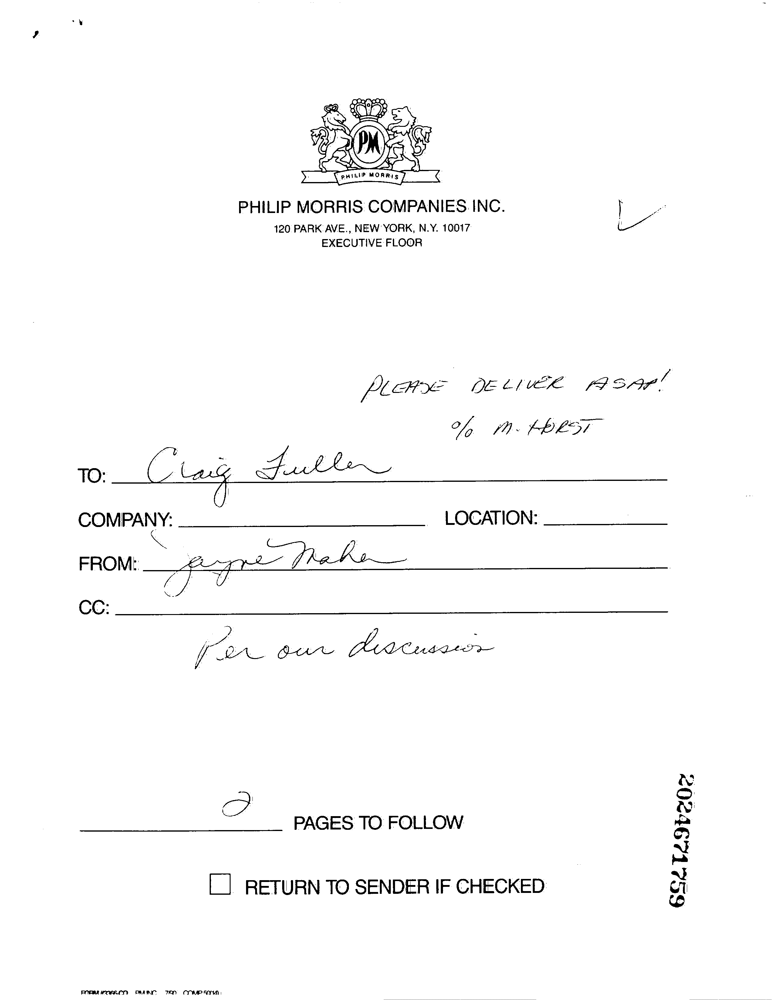 PM
PHILIP MORRIS
PHILIP MORRIS COMPANIES INC.
120 PARK AVE., NEW YORK, N.Y. 10017
EXECUTIVE FLOOR
PLEASE DELIVER ASAP!
% M. HORST
TO: Craig Fuller
COMPANY: LOCATION:
FROM: Jayne Maher
CC:
Per our discussion
2 PAGES TO FOLLOW
RETURN TO SENDER IF CHECKED
2024671759